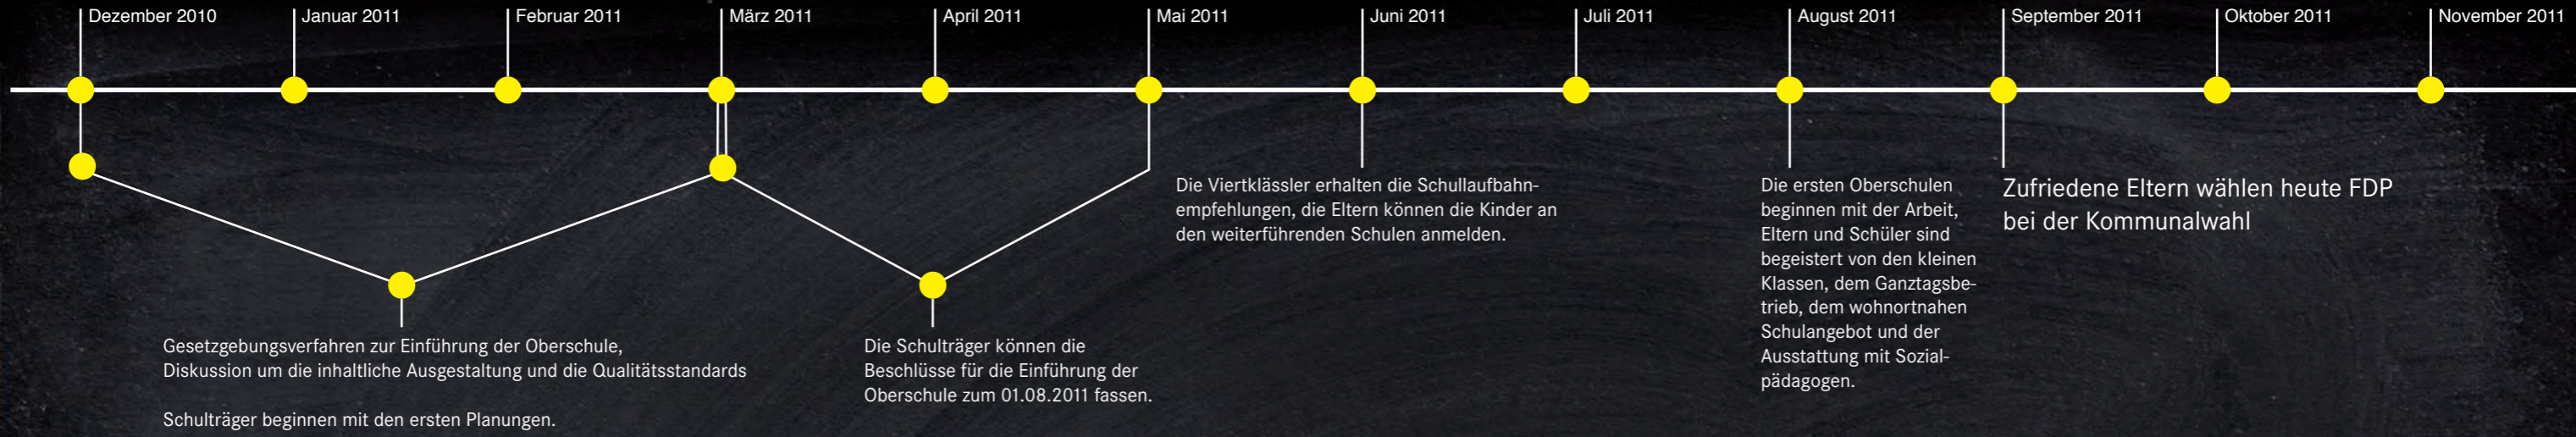 Dezember 2010
Januar 2011
Februar 2011
März 2011
April 2011
Mai 2011
Juni 2011
Juli 2011
August 2011
September 2011
Oktober 2011
November 2011
Gesetzgebungsverfahren zur Einführung der Oberschule,
Diskussion um die inhaltliche Ausgestaltung und die Qualitätsstandards
Schulträger beginnen mit den ersten Planungen.
Die Schulträger können die
Beschlüsse für die Einführung der
Oberschule zum 01.08.2011 fassen.
Die Viertklässler erhalten die Schullaufbahn-
empfehlungen, die Eltern können die Kinder an
den weiterführenden Schulen anmelden.
Die ersten Oberschulen
beginnen mit der Arbeit,
Eltern und Schüler sind
begeistert von den kleinen
Klassen, dem Ganztagsbe-
trieb, dem wohnortnahen
Schulangebot und der
Ausstattung mit Sozial-
pädagogen.
Zufriedene Eltern wählen heute FDP
bei der Kommunalwahl